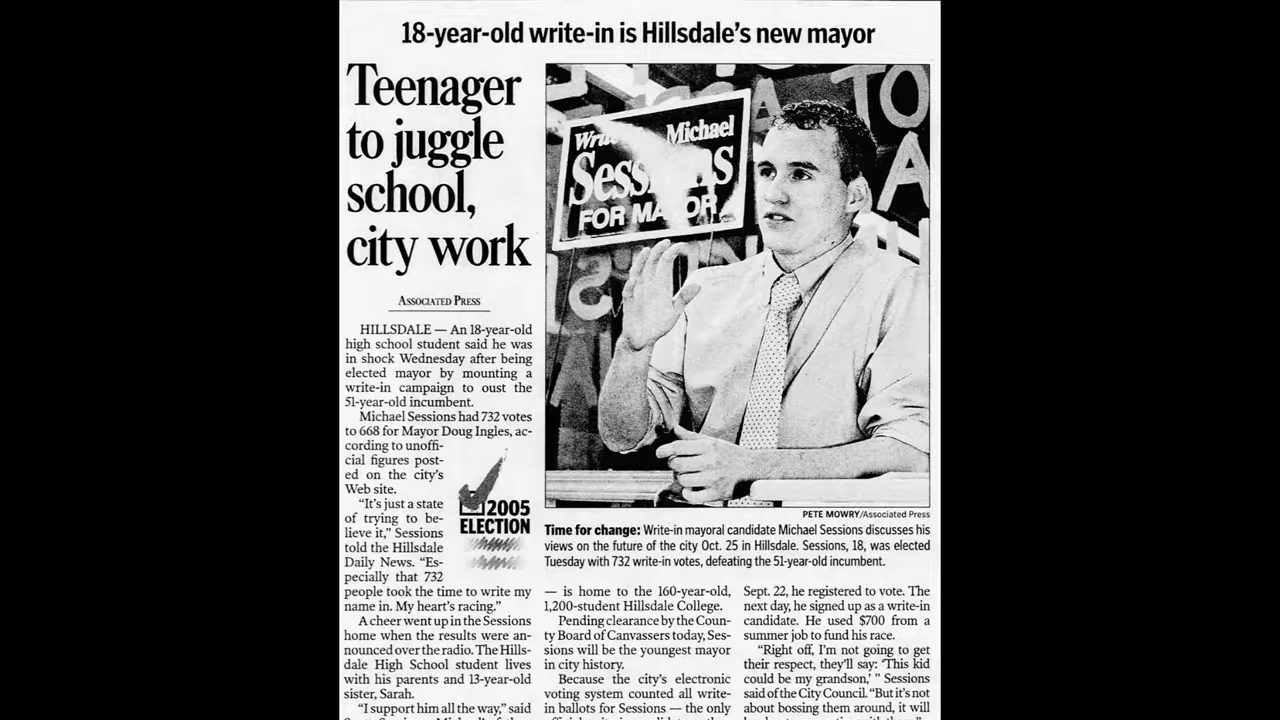 18-year-old write-in is Hillsdale's new mayor
Teenager
to juggle
school,
city work
ASSOCIATED PRESS
HILLSDALE — An 18-year-old
high school student said he was
in shock Wednesday after being
elected mayor by mounting a
write-in campaign to oust the
51-year-old incumbent.
Michael Sessions had 732 votes
to 668 for Mayor Doug Ingles, ac-
cording to unoffi-
cial figures post-
ed on the city's
Web site.
"It's just a state
of trying to be-
lieve it," Sessions
told the Hillsdale
Daily News. "Es-
pecially that 732
people took the time to write my
name in. My heart's racing."
A cheer went up in the Sessions
home when the results were an-
nounced over the radio. The Hills-
dale High School student lives
with his parents and 13-year-old
sister, Sarah.
"I support him all the way," said
2005
ELECTION
Michael
Sessions
FOR MAYOR
TO
A
PETE MOWRY/Associated Press
Time for change: Write-in mayoral candidate Michael Sessions discusses his
views on the future of the city Oct. 25 in Hillsdale. Sessions, 18, was elected
Tuesday with 732 write-in votes, defeating the 51-year-old incumbent.
— is home to the 160-year-old,
1,200-student Hillsdale College.
Pending clearance by the Coun-
ty Board of Canvassers today, Ses-
sions will be the youngest mayor
in city history.
Because the city's electronic
voting system counted all write-
in ballots for Sessions — the only
Sept. 22, he registered to vote. The
next day, he signed up as a write-in
candidate. He used $700 from a
summer job to fund his race.
"Right off, I'm not going to get
their respect, they'll say: 'This kid
could be my grandson,' " Sessions
said of the City Council. "But it's not
about bossing them around, it will